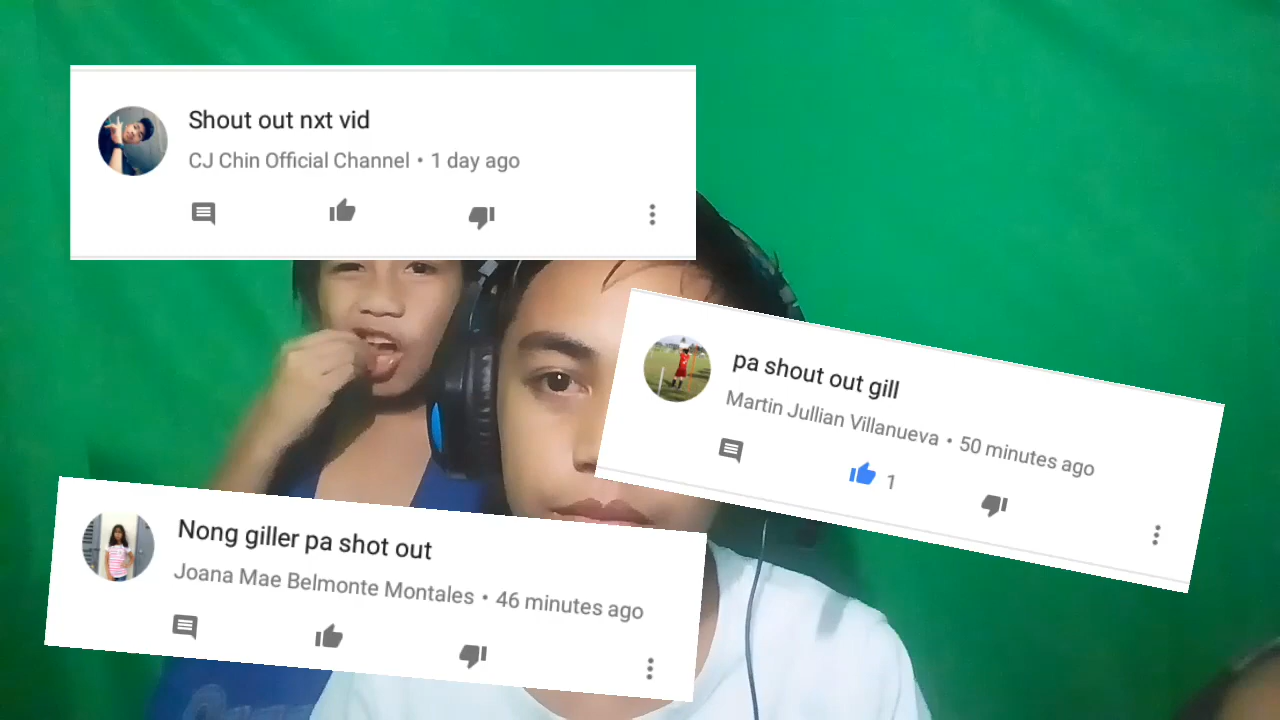 Shout out nxt vid
CJ Chin Official Channel • 1 day ago
pa shout out gill
Martin Jullian Villanueva • 50 minutes ago
1
Nong giller pa shot out
Joana Mae Belmonte Montales • 46 minutes ago